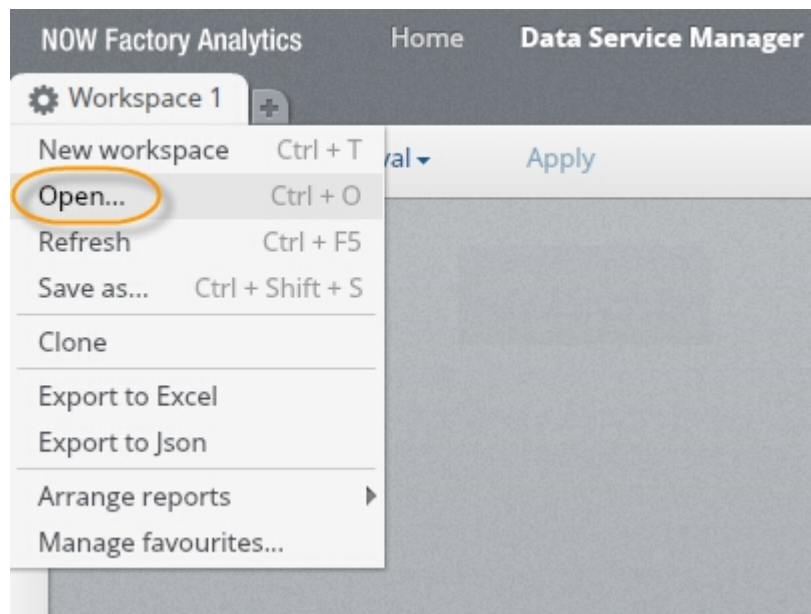 NOW Factory Analytics Home Data Service Manager
Workspace 1 +
New workspace Ctrl + T
val Apply
Open... Ctrl + O
Refresh Ctrl + F5
Save as... Ctrl + Shift + S
Clone
Export to Excel
Export to Json
Arrange reports
Manage favourites...